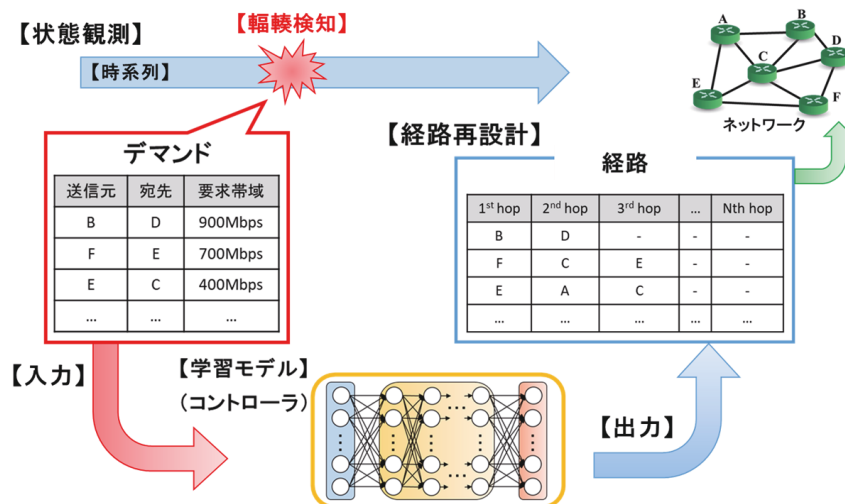 【状態観測】
【輻輳検知】
【時系列】
A
B
C
D
E
F
ネットワーク
デマンド
送信元 宛先 要求帯域
B D 900Mbps
F E 700Mbps
E C 400Mbps
... ... ...
【経路再設計】
経路
1st hop 2nd hop 3rd hop ... Nth hop
B D - - -
F C E - -
E A C - -
... ... ... ... ...
【入力】
【学習モデル】
（コントローラ）
【出力】